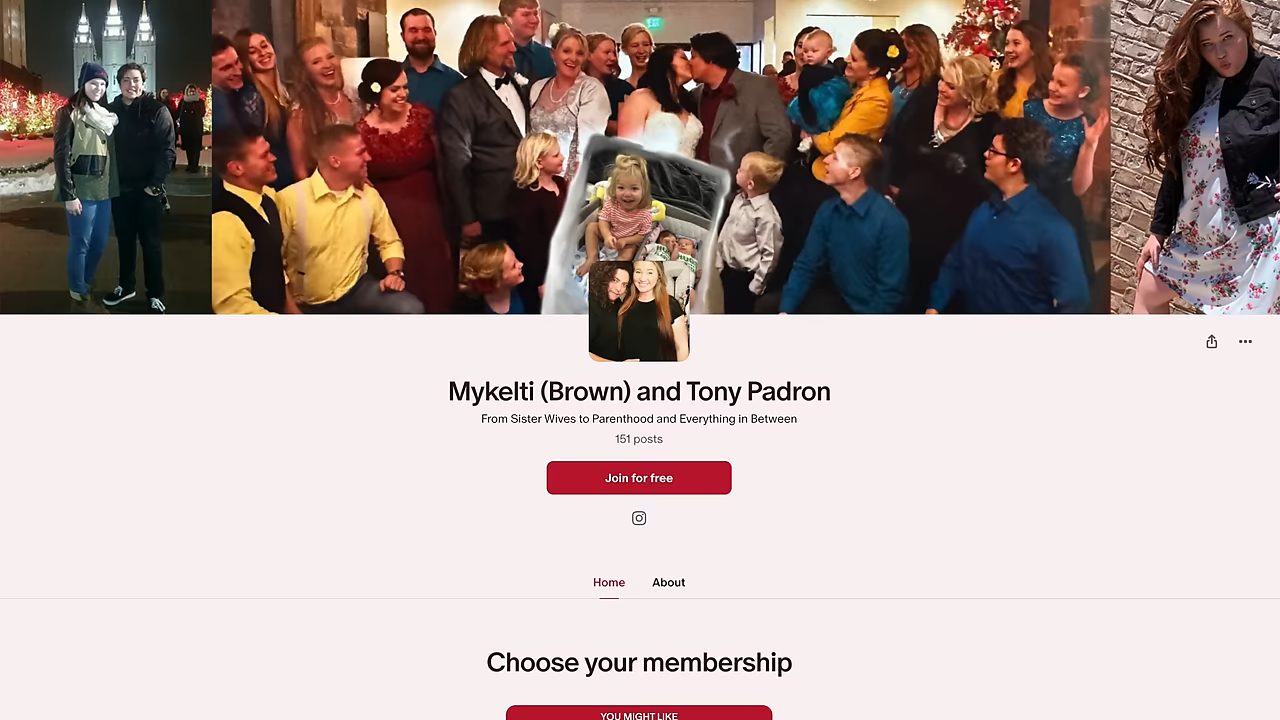 Mykelti (Brown) and Tony Padron
From Sister Wives to Parenthood and Everything in Between
151 posts
Join for free
Home About
Choose your membership
YOU MIGHT LIKE